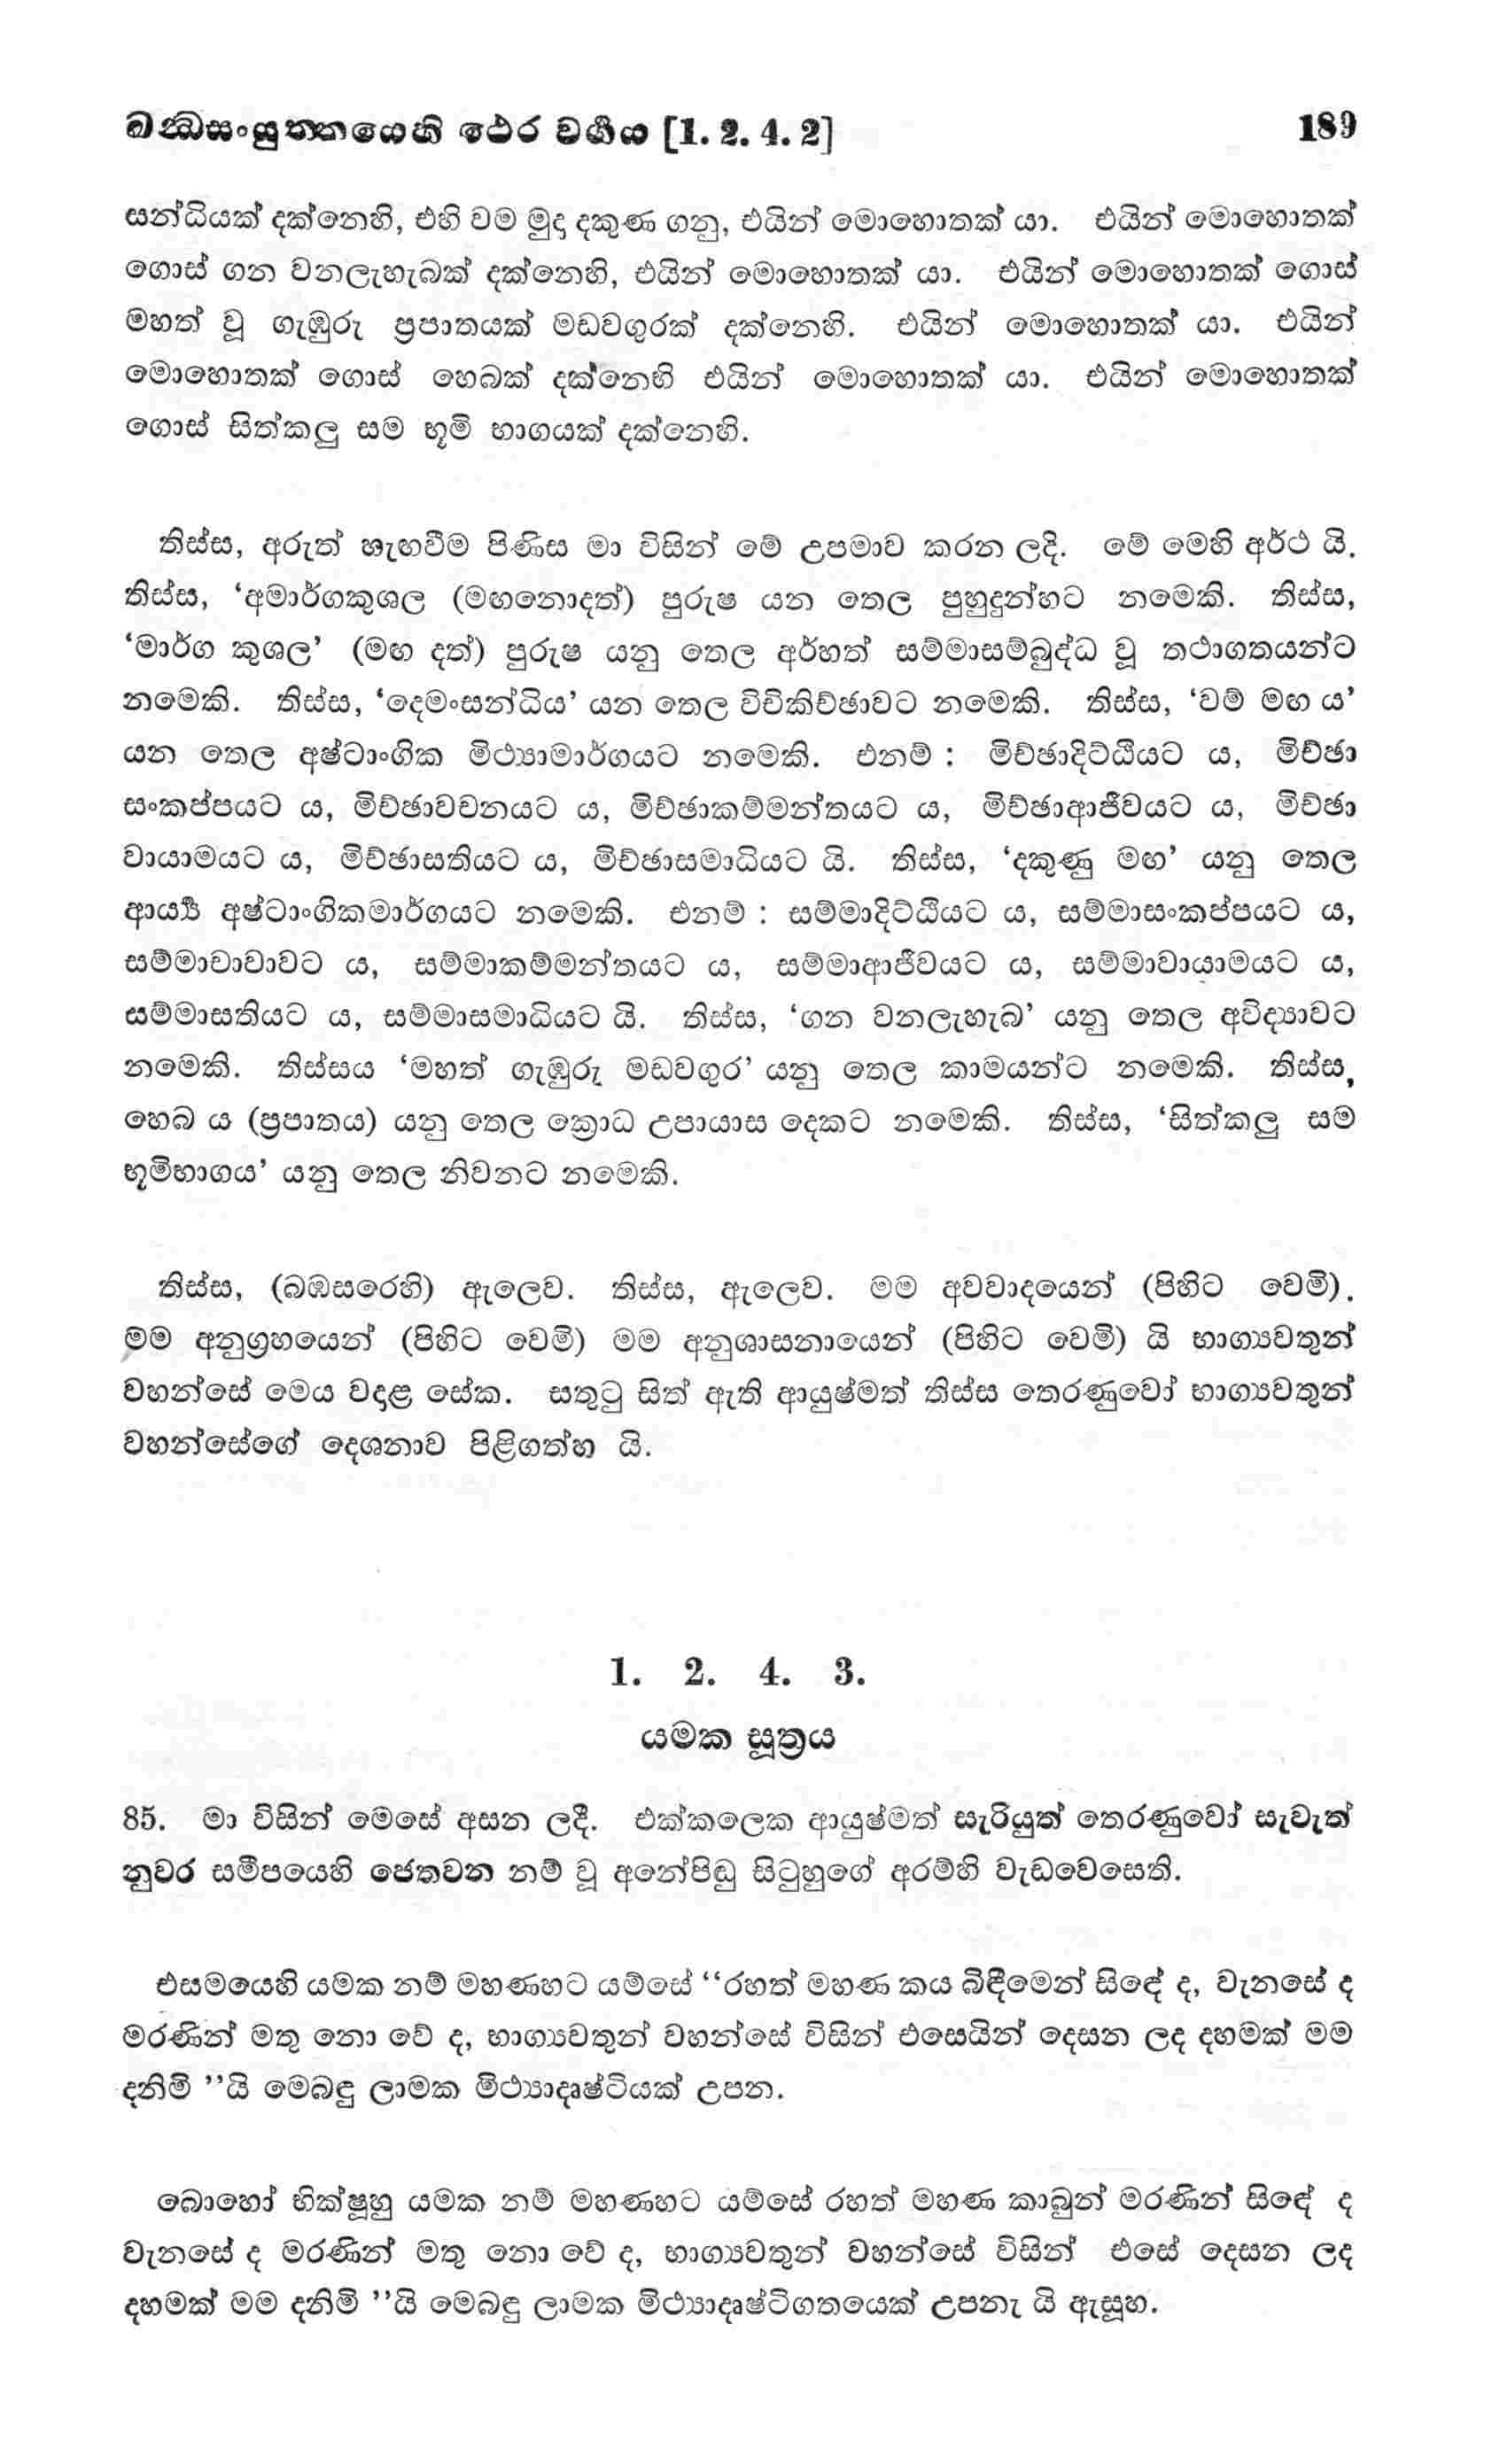 ඛන්‍ධසංයුත්තයෙහි ථෙර වර්‍ගය [1. 2. 4. 2] 189
සන්ධියක් දක්නෙහි, එහි වම මුදා දකුණ ගනු, එයින් මොහොතක් යා. එයින් මොහොතක්
ගොස් ගන වනලැහැබක් දක්නෙහි, එයින් මොහොතක් යා. එයින් මොහොතක් ගොස්
මහත් වූ ගැඹුරු ප්‍රපාතයක් මඩවගුරක් දක්නෙහි. එයින් මොහොතක් යා. එයින්
මොහොතක් ගොස් හෙබක් දක්නෙහි එයින් මොහොතක් යා. එයින් මොහොතක්
ගොස් සිත්කලු සම භූමි භාගයක් දක්නෙහි.
තිස්ස, අරුත් හැඟවීම පිණිස මා විසින් මේ උපමාව කරන ලදි. මේ මෙහි අර්ථ යි.
තිස්ස, ‘අමාර්ගකුශල (මඟනොදත්) පුරුෂ යන තෙල පුහුදුන්හට නමෙකි. තිස්ස,
‘මාර්ග කුශල’ (මඟ දත්) පුරුෂ යනු තෙල අර්හත් සම්මාසම්බුද්ධ වූ තථාගතයන්ට
නමෙකි. තිස්ස, ‘දෙමංසන්ධිය’ යන තෙල විචිකිච්ඡාවට නමෙකි. තිස්ස, ‘වම් මඟ ය’
යන තෙල අෂ්ටාංගික මිථ්‍යාමාර්ගයට නමෙකි. එනම් : මිච්ඡාදිට්ඨියට ය, මිච්ඡා
සංකප්පයට ය, මිච්ඡාවචනයට ය, මිච්ඡාකම්මන්තයට ය, මිච්ඡාආජීවයට ය, මිච්ඡා
වායාමයට ය, මිච්ඡාසතියට ය, මිච්ඡාසමාධියට යි. තිස්ස, ‘දකුණු මඟ’ යනු තෙල
ආර්‍ය්‍ය අෂ්ටාංගිකමාර්ගයට නමෙකි. එනම් : සම්මාදිට්ඨියට ය, සම්මාසංකප්පයට ය,
සම්මාවාචාවට ය, සම්මාකම්මන්තයට ය, සම්මාආජීවයට ය, සම්මාවායාමයට ය,
සම්මාසතියට ය, සම්මාසමාධියට යි. තිස්ස, ‘ගන වනලැහැබ’ යනු තෙල අවිද්‍යාවට
නමෙකි. තිස්සය ‘මහත් ගැඹුරු මඩවගුර’ යනු තෙල කාමයන්ට නමෙකි. තිස්ස,
හෙබ ය (ප්‍රපාතය) යනු තෙල ක්‍රොධ උපායාස දෙකට නමෙකි. තිස්ස, ‘සිත්කලු සම
භූමිභාගය’ යනු තෙල නිවනට නමෙකි.
තිස්ස, (බඹසරෙහි) ඇලෙව. තිස්ස, ඇලෙව. මම අවවාදයෙන් (පිහිට වෙමි).
මම අනුග්‍රහයෙන් (පිහිට වෙමි) මම අනුශාසනායෙන් (පිහිට වෙමි) යි භාග්‍යවතුන්
වහන්සේ මෙය වදාළ සේක. සතුටු සිත් ඇති ආයුෂ්මත් තිස්ස තෙරණුවෝ භාග්‍යවතුන්
වහන්සේගේ දෙශනාව පිළිගත්හ යි.
1. 2. 4. 3.
යමක සූත්‍රය
85. මා විසින් මෙසේ අසන ලදී. එක්කලෙක ආයුෂ්මත් සැරියුත් තෙරණුවෝ සැවැත්
නුවර සමීපයෙහි ජෙතවන නම් වූ අනේපිඬු සිටුහුගේ අරම්හි වැඩවෙසෙති.
එසමයෙහි යමක නම් මහණහට යම්සේ “රහත් මහණ කය බිඳීමෙන් සිඳේ ද, වැනසේ ද
මරණින් මතු නො වේ ද, භාග්‍යවතුන් වහන්සේ විසින් එසෙයින් දෙසන ලද දහමක් මම
දනිමි ”යි මෙබඳු ලාමක මිථ්‍යාදෘෂ්ටියක් උපන.
බොහෝ භික්ෂූහු යමක නම් මහණහට යම්සේ රහත් මහණ කාබුන් මරණින් සිඳේ ද
වැනසේ ද මරණින් මතු නො වේ ද, භාග්‍යවතුන් වහන්සේ විසින් එසේ දෙසන ලද
දහමක් මම දනිමි ”යි මෙබඳු ලාමක මිථ්‍යාදෘෂ්ටිගතයෙක් උපනැ යි ඇසූහ.